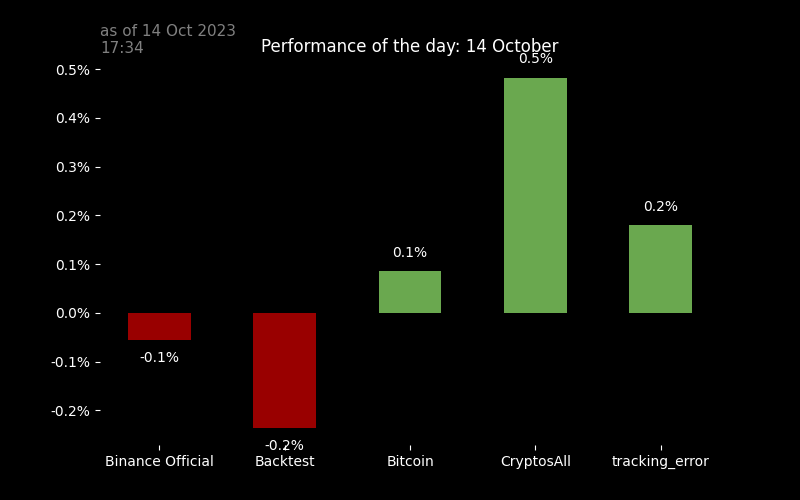 as of 14 Oct 2023
17:34
Performance of the day: 14 October
0.5%
0.5%
0.4%
0.3%
0.2%
0.2%
0.1%
0.1%
0.0%
-0.1%
-0.1%
-0.2%
-0.2%
Binance Official
Backtest
Bitcoin
CryptosAll
tracking_error